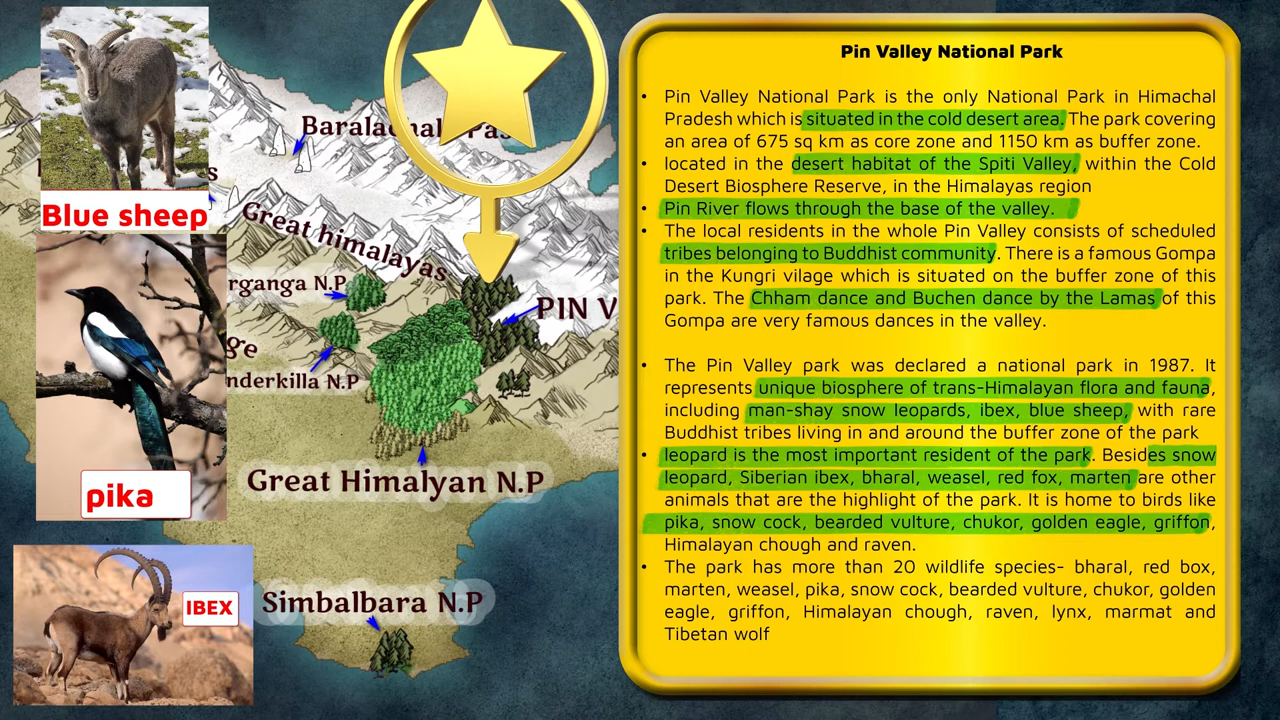 Blue sheep
pika
IBEX
Great himalayas
rganga N.P
PIN V
ge
nderkilla N.P
Great Himalyan N.P
Simbalbara N.P
Pin Valley National Park
• Pin Valley National Park is the only National Park in Himachal
Pradesh which is situated in the cold desert area. The park covering
an area of 675 sq km as core zone and 1150 km as buffer zone.
• located in the desert habitat of the Spiti Valley, within the Cold
Desert Biosphere Reserve, in the Himalayas region
• Pin River flows through the base of the valley.
• The local residents in the whole Pin Valley consists of scheduled
tribes belonging to Buddhist community. There is a famous Gompa
in the Kungri vilage which is situated on the buffer zone of this
park. The Chham dance and Buchen dance by the Lamas of this
Gompa are very famous dances in the valley.
• The Pin Valley park was declared a national park in 1987. It
represents unique biosphere of trans-Himalayan flora and fauna,
including man-shay snow leopards, ibex, blue sheep, with rare
Buddhist tribes living in and around the buffer zone of the park
• leopard is the most important resident of the park. Besides snow
leopard, Siberian ibex, bharal, weasel, red fox, marten are other
animals that are the highlight of the park. It is home to birds like
pika, snow cock, bearded vulture, chukor, golden eagle, griffon,
Himalayan chough and raven.
• The park has more than 20 wildlife species- bharal, red box,
marten, weasel, pika, snow cock, bearded vulture, chukor, golden
eagle, griffon, Himalayan chough, raven, lynx, marmat and
Tibetan wolf